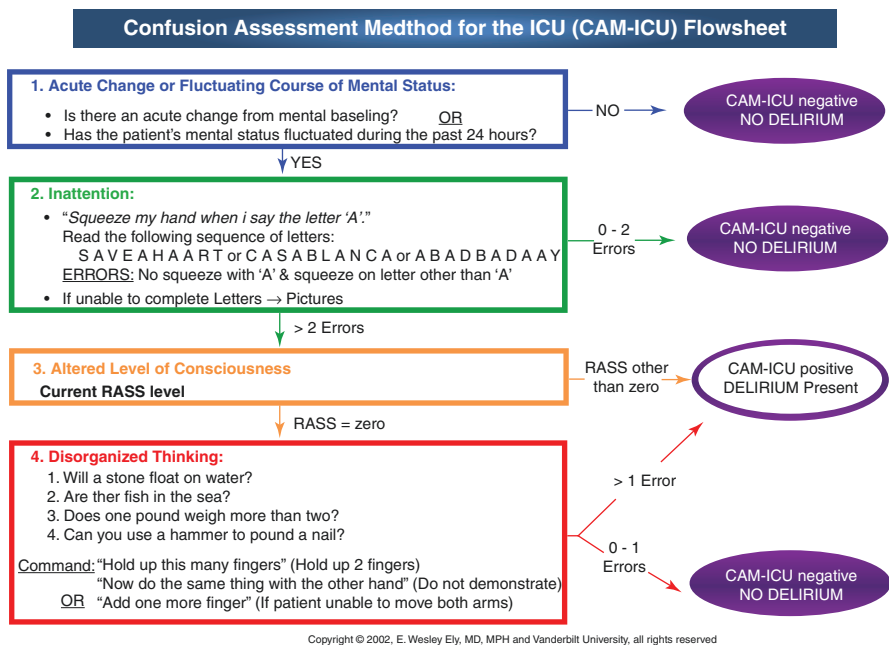 Confusion Assessment Medthod for the ICU (CAM-ICU) Flowsheet
1. Acute Change or Fluctuating Course of Mental Status:
• Is there an acute change from mental baseling? OR
• Has the patient's mental status fluctuated during the past 24 hours?
NO
CAM-ICU negative
NO DELIRIUM
YES
2. Inattention:
• "Squeeze my hand when i say the letter 'A'."
Read the following sequence of letters:
S A V E A H A A R T or C A S A B L A N C A or A B A D B A D A A Y
ERRORS: No squeeze with 'A' & squeeze on letter other than 'A'
• If unable to complete Letters → Pictures
0 - 2
Errors
CAM-ICU negative
NO DELIRIUM
> 2 Errors
3. Altered Level of Consciousness
Current RASS level
RASS other
than zero
CAM-ICU positive
DELIRIUM Present
RASS = zero
4. Disorganized Thinking:
1. Will a stone float on water?
2. Are ther fish in the sea?
3. Does one pound weigh more than two?
4. Can you use a hammer to pound a nail?
Command: "Hold up this many fingers" (Hold up 2 fingers)
"Now do the same thing with the other hand" (Do not demonstrate)
OR "Add one more finger" (If patient unable to move both arms)
> 1 Error
0 - 1
Errors
CAM-ICU negative
NO DELIRIUM
Copyright © 2002, E. Wesley Ely, MD, MPH and Vanderbilt University, all rights reserved